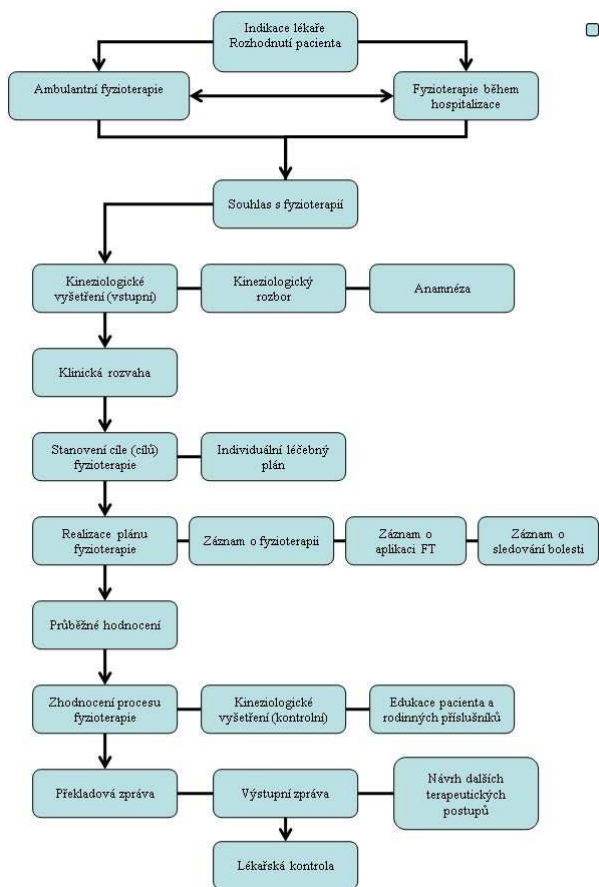 Indikace lékaře
Rozhodnutí pacienta
Ambulantní fyzioterapie
Fyzioterapie během
hospitalizace
Souhlas s fyzioterapií
Kineziologické
vyšetření (vstupní)
Kineziologický
rozbor
Anamnéza
Klinická rozvaha
Stanovení cíle (cílů)
fyzioterapie
Individuální léčebný
plán
Realizace plánu
fyzioterapie
Záznam o fyzioterapii
Záznam o
aplikaci FT
Záznam o
sledování bolesti
Průběžné hodnocení
Zhodnocení procesu
fyzioterapie
Kineziologické
vyšetření (kontrolní)
Edukace pacienta a
rodinných příslušníků
Překladová zpráva
Výstupní zpráva
Návrh dalších
terapeutických
postupů
Lékařská kontrola